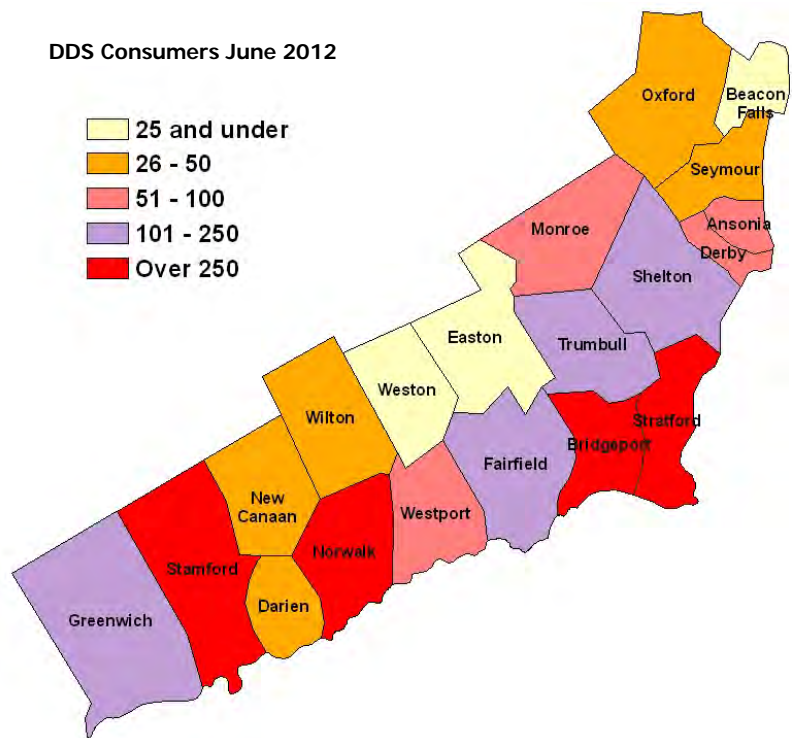 DDS Consumers June 2012
25 and under
26 - 50
51 - 100
101 - 250
Over 250
Oxford
Beacon
Falls
Seymour
Ansonia
Derby
Monroe
Shelton
Easton
Trumbull
Weston
Wilton
Stratford
Bridgeport
Fairfield
New
Canaan
Westport
Norwalk
Stamford
Darien
Greenwich